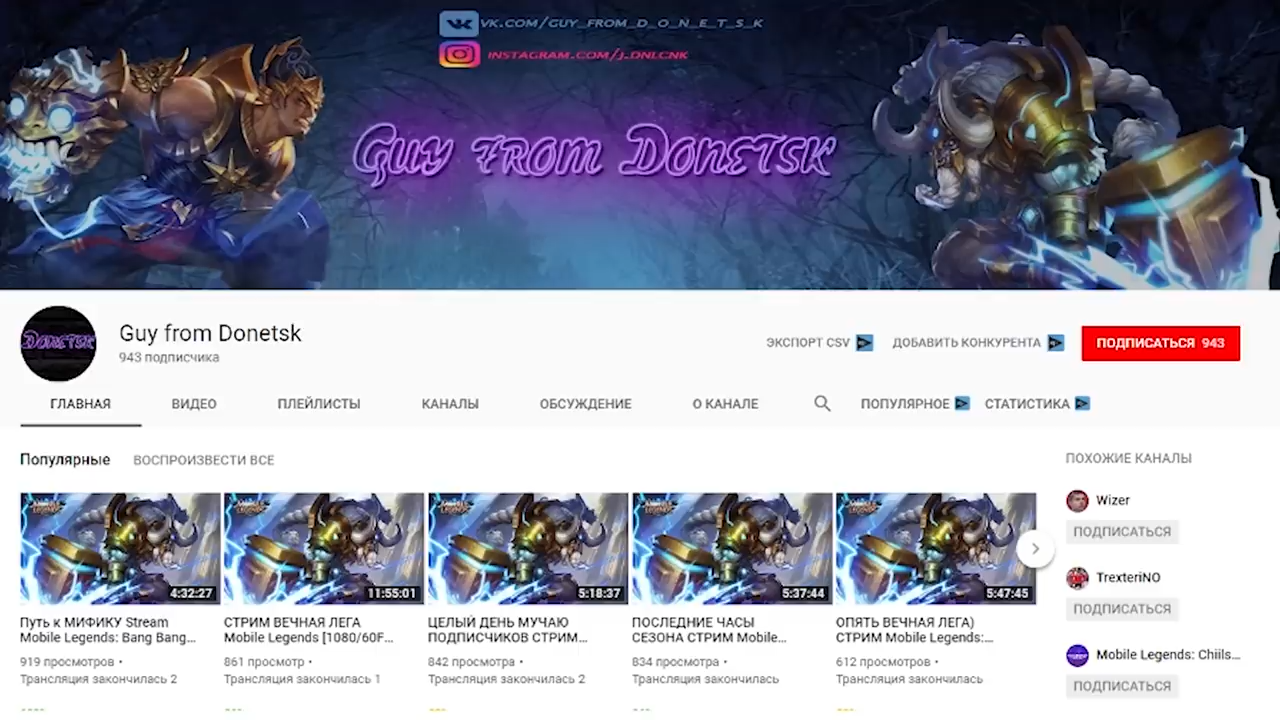 VK.COM/GUY_FROM_D_O_N_E_T_S_K
INSTAGRAM.COM/J.DNLCNK
Guy from Donetsk
Donetsk
Guy from Donetsk
943 подписчика
ЭКСПОРТ CSV
ДОБАВИТЬ КОНКУРЕНТА
ПОДПИСАТЬСЯ 943
ГЛАВНАЯ ВИДЕО ПЛЕЙЛИСТЫ КАНАЛЫ ОБСУЖДЕНИЕ О КАНАЛЕ ПОПУЛЯРНОЕ СТАТИСТИКА
Популярные ВОСПРОИЗВЕСТИ ВСЕ
4:32:27
Путь к МИФИКУ Stream
Mobile Legends: Bang Bang...
919 просмотров •
Трансляция закончилась 2
11:55:01
СТРИМ ВЕЧНАЯ ЛЕГА
Mobile Legends [1080/60F...
861 просмотр •
Трансляция закончилась 1
5:18:37
ЦЕЛЫЙ ДЕНЬ МУЧАЮ
ПОДПИСЧИКОВ СТРИМ...
842 просмотра •
Трансляция закончилась 2
5:37:44
ПОСЛЕДНИЕ ЧАСЫ
СЕЗОНА СТРИМ Mobile...
834 просмотра •
Трансляция закончилась
5:47:45
ОПЯТЬ ВЕЧНАЯ ЛЕГА)
СТРИМ Mobile Legends:...
612 просмотров •
Трансляция закончилась
ПОХОЖИЕ КАНАЛЫ
Wizer
ПОДПИСАТЬСЯ
TrexteriNO
ПОДПИСАТЬСЯ
Mobile Legends: Chiils...
ПОДПИСАТЬСЯ